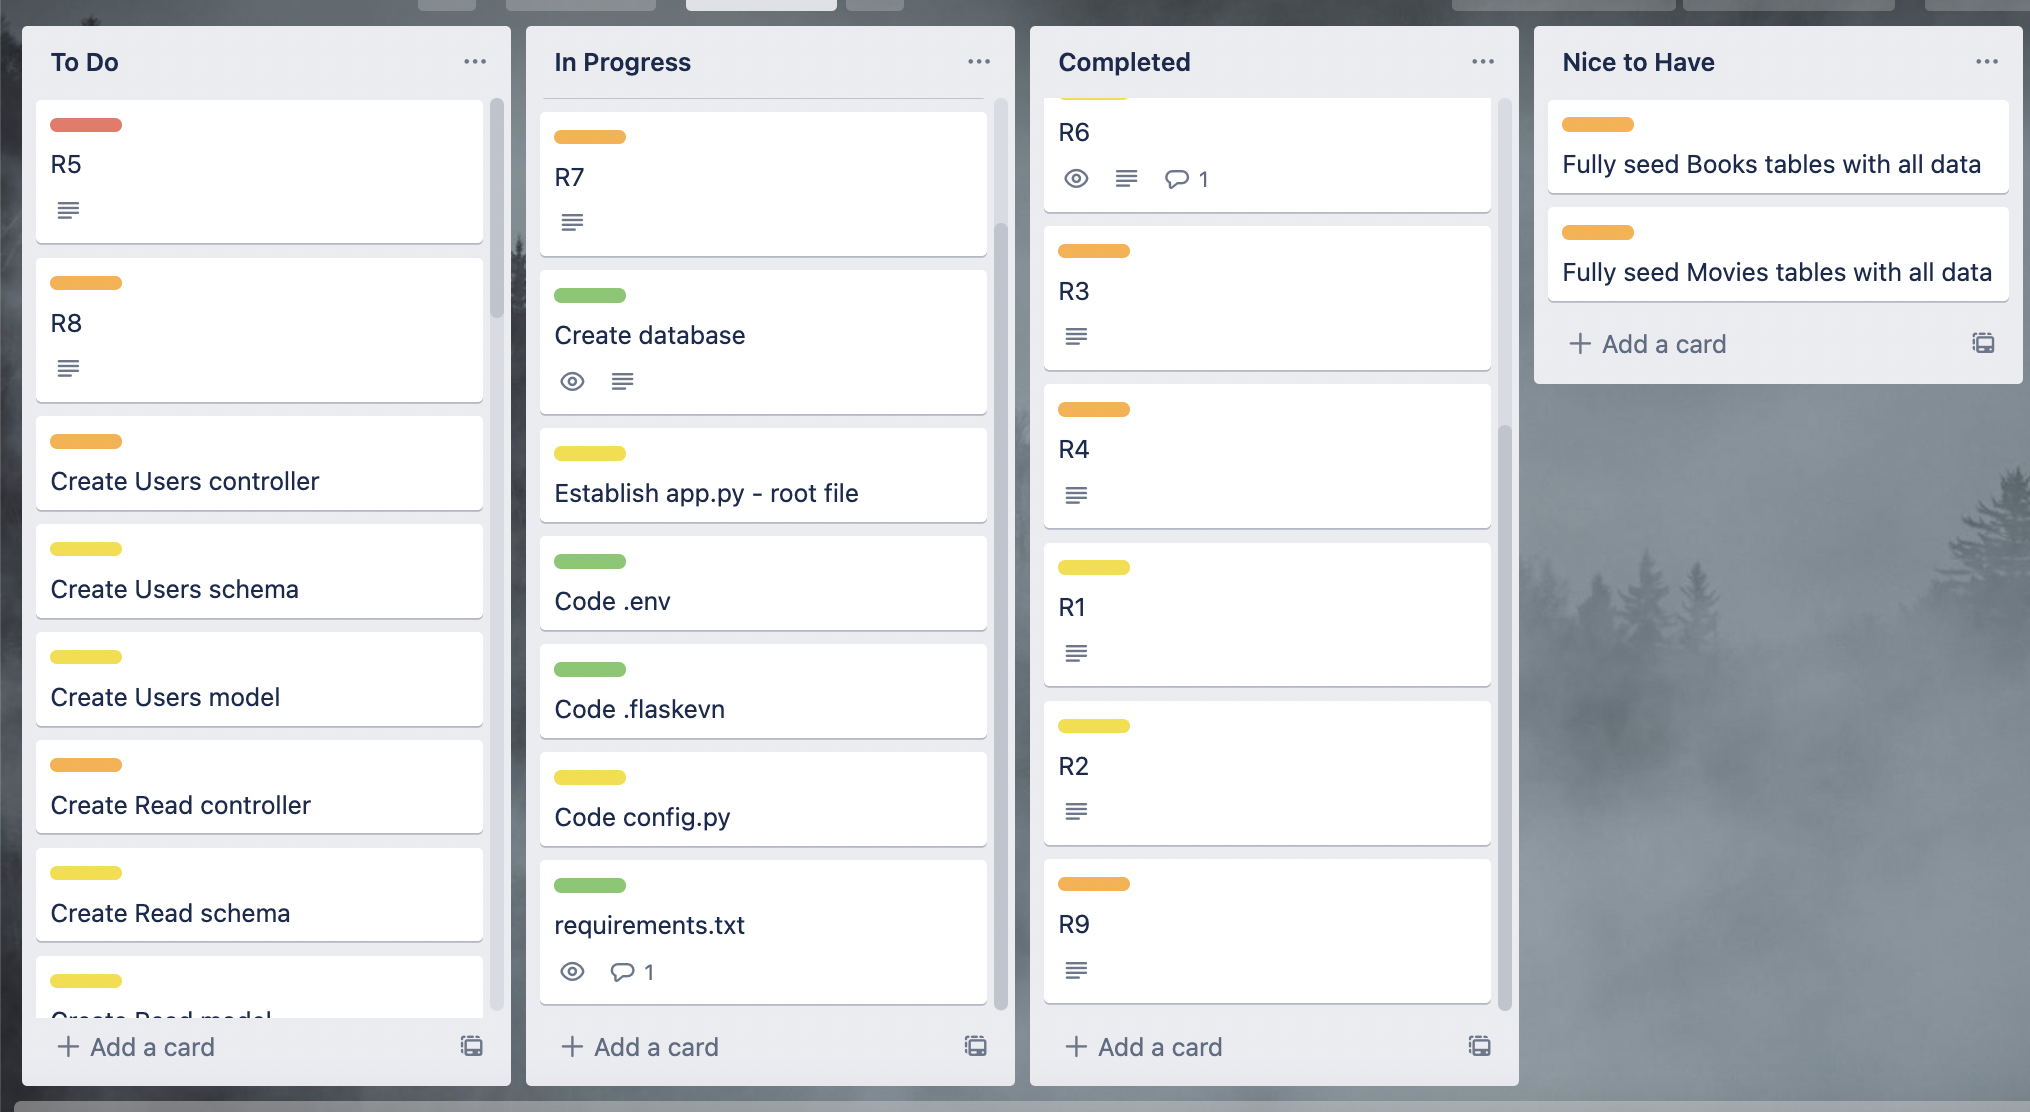 To Do
R5
R8
Create Users controller
Create Users schema
Create Users model
Create Read controller
Create Read schema
Create Read model
+ Add a card
In Progress
R7
Create database
Establish app.py - root file
Code .env
Code .flaskevn
Code config.py
requirements.txt
1
+ Add a card
Completed
R6
1
R3
R4
R1
R2
R9
+ Add a card
Nice to Have
Fully seed Books tables with all data
Fully seed Movies tables with all data
+ Add a card